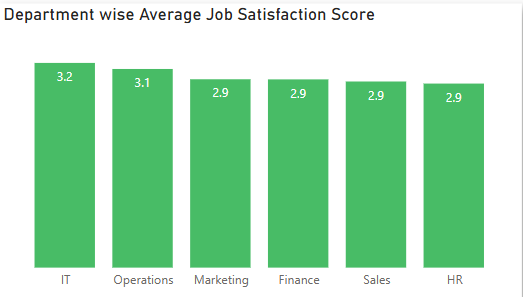 Department wise Average Job Satisfaction Score
3.2
3.1
2.9
2.9
2.9
2.9
IT
Operations
Marketing
Finance
Sales
HR